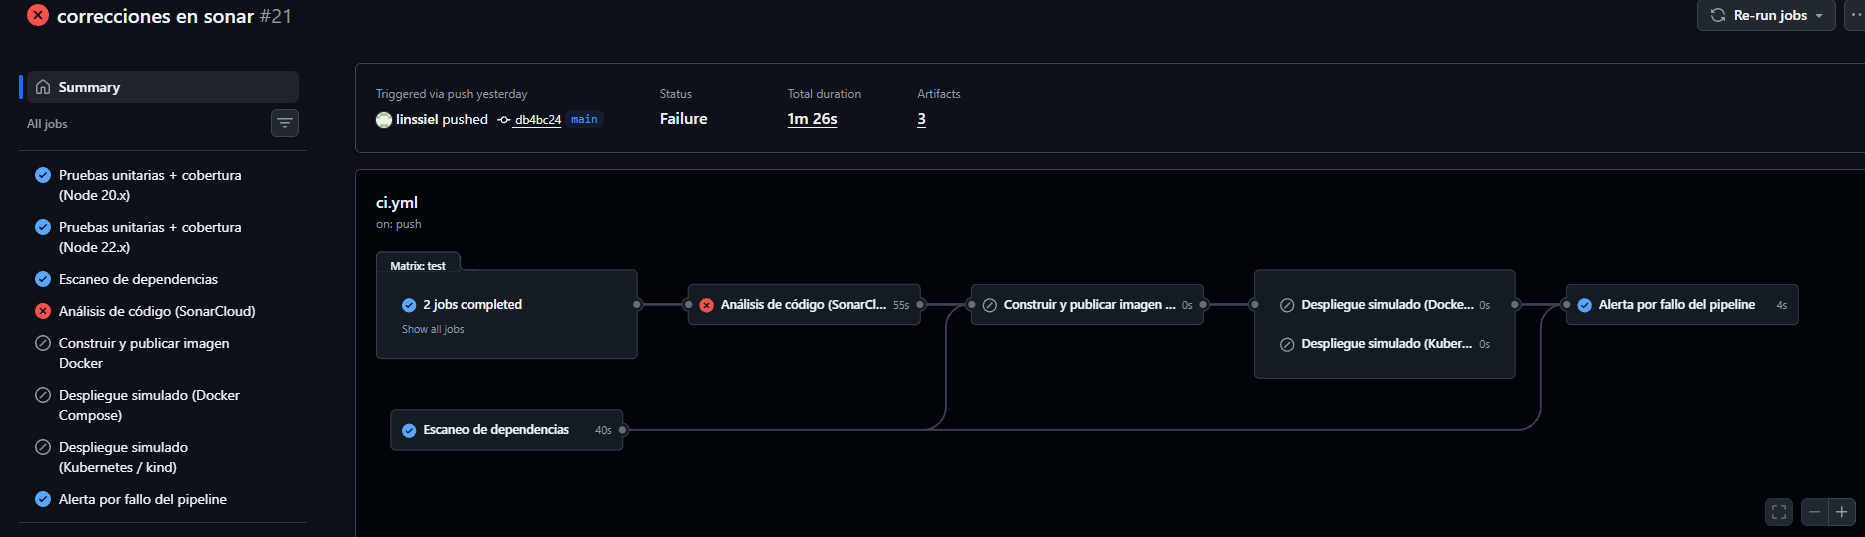 correcciones en sonar #21
Re-run jobs
Summary
All jobs
Pruebas unitarias + cobertura
(Node 20.x)
Pruebas unitarias + cobertura
(Node 22.x)
Escaneo de dependencias
Análisis de código (SonarCloud)
Construir y publicar imagen
Docker
Despliegue simulado (Docker
Compose)
Despliegue simulado
(Kubernetes / kind)
Alerta por fallo del pipeline
Triggered via push yesterday
linssiel pushed db4bc24 main
Status
Failure
Total duration
1m 26s
Artifacts
3
ci.yml
on: push
Matrix: test
2 jobs completed
Show all jobs
Análisis de código (SonarCl... 55s
Construir y publicar imagen ... 0s
Despliegue simulado (Docke... 0s
Despliegue simulado (Kuber... 0s
Alerta por fallo del pipeline 4s
Escaneo de dependencias 40s